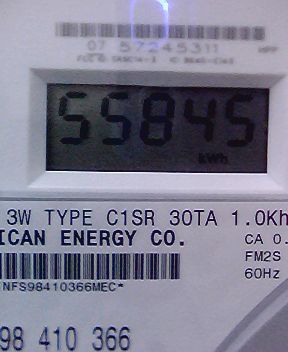 07 57245311
55845
kWh
3W TYPE C1SR 30TA 1.0Kh
ICAN ENERGY CO.
CA 0.
FM2S
60Hz
*NFS98410366MEC*
98 410 366